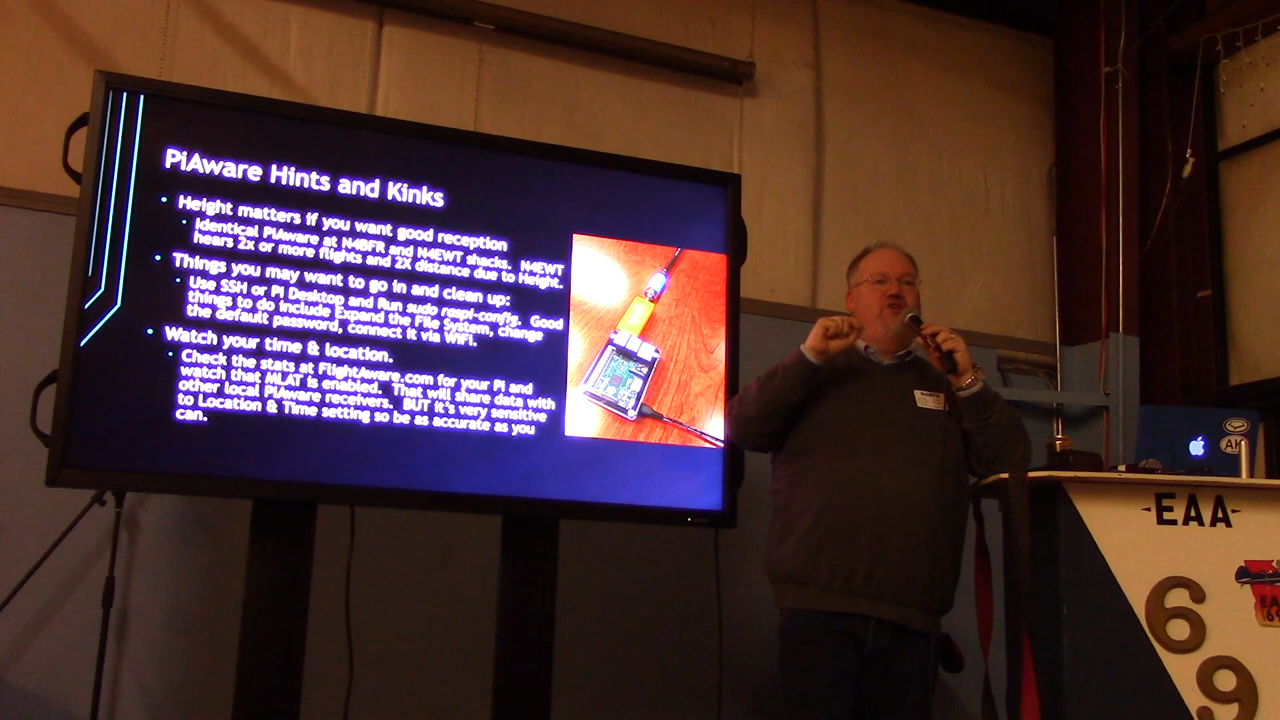 PiAware Hints and Kinks
• Height matters if you want good reception
• Identical PiAware at N4BFR and N4EWT shacks. N4EWT
hears 2x or more flights and 2X distance due to Height.
• Things you may want to go in and clean up:
• Use SSH or Pi Desktop and Run sudo raspi-config. Good
things to do include Expand the File System, change
the default password, connect it via WiFi.
• Watch your time & location.
• Check the stats at FlightAware.com for your Pi and
watch that MLAT is enabled. That will share data with
other local PiAware receivers. BUT it's very sensitive
to Location & Time setting so be as accurate as you
can.
AK
-EAA-
6
9